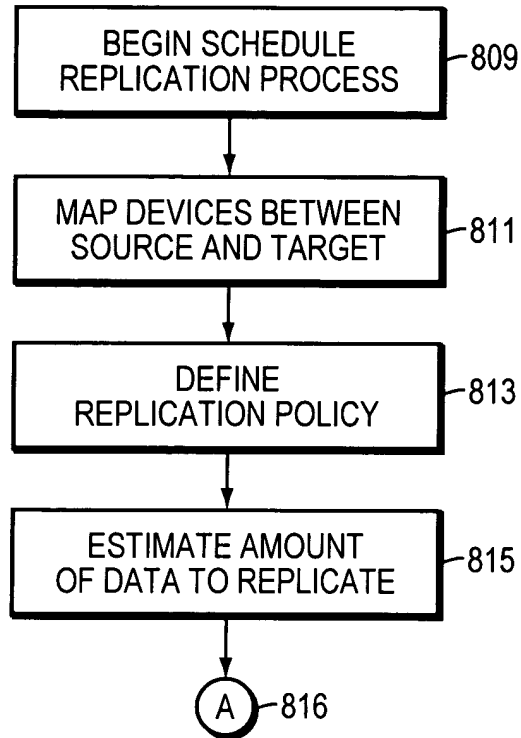 BEGIN SCHEDULE
REPLICATION PROCESS
809
MAP DEVICES BETWEEN
SOURCE AND TARGET
811
DEFINE
REPLICATION POLICY
813
ESTIMATE AMOUNT
OF DATA TO REPLICATE
815
A
816